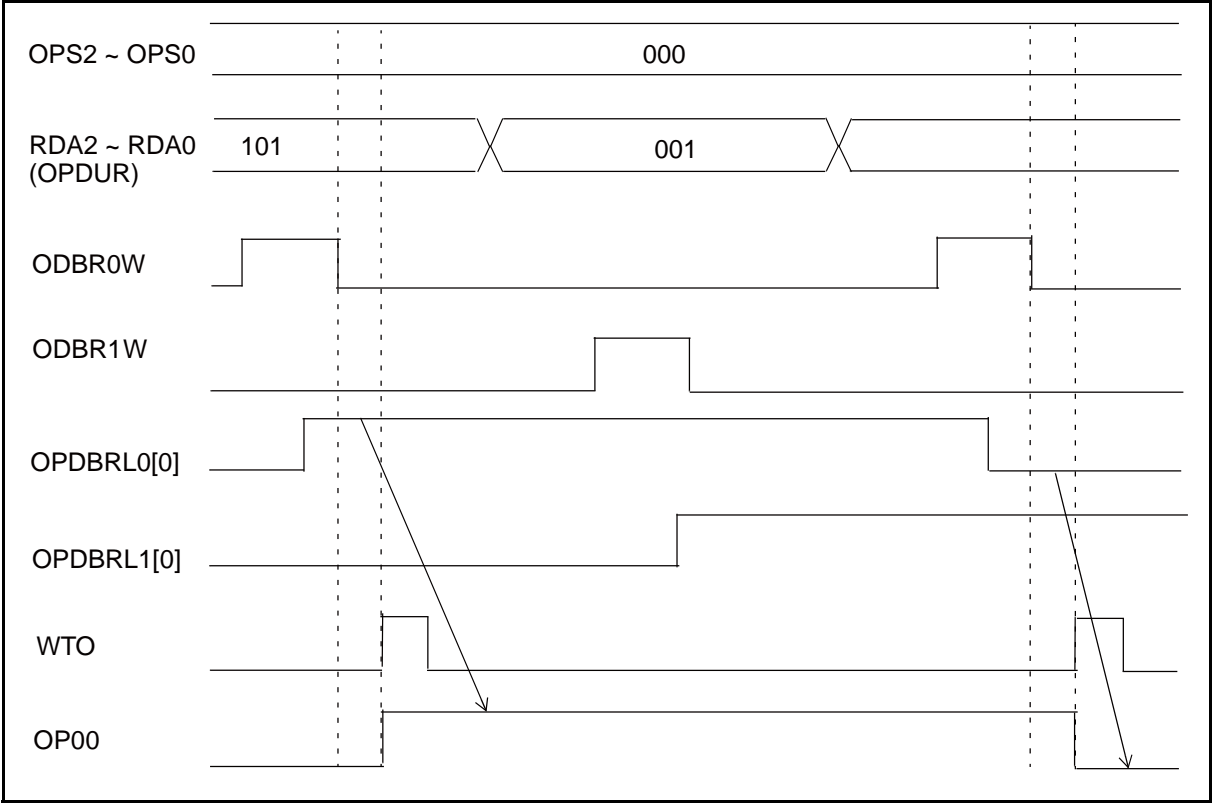 OPS2 ~ OPS0
000
RDA2 ~ RDA0
(OPDUR)
101
001
ODBR0W
ODBR1W
OPDBRL0[0]
OPDBRL1[0]
WTO
OP00